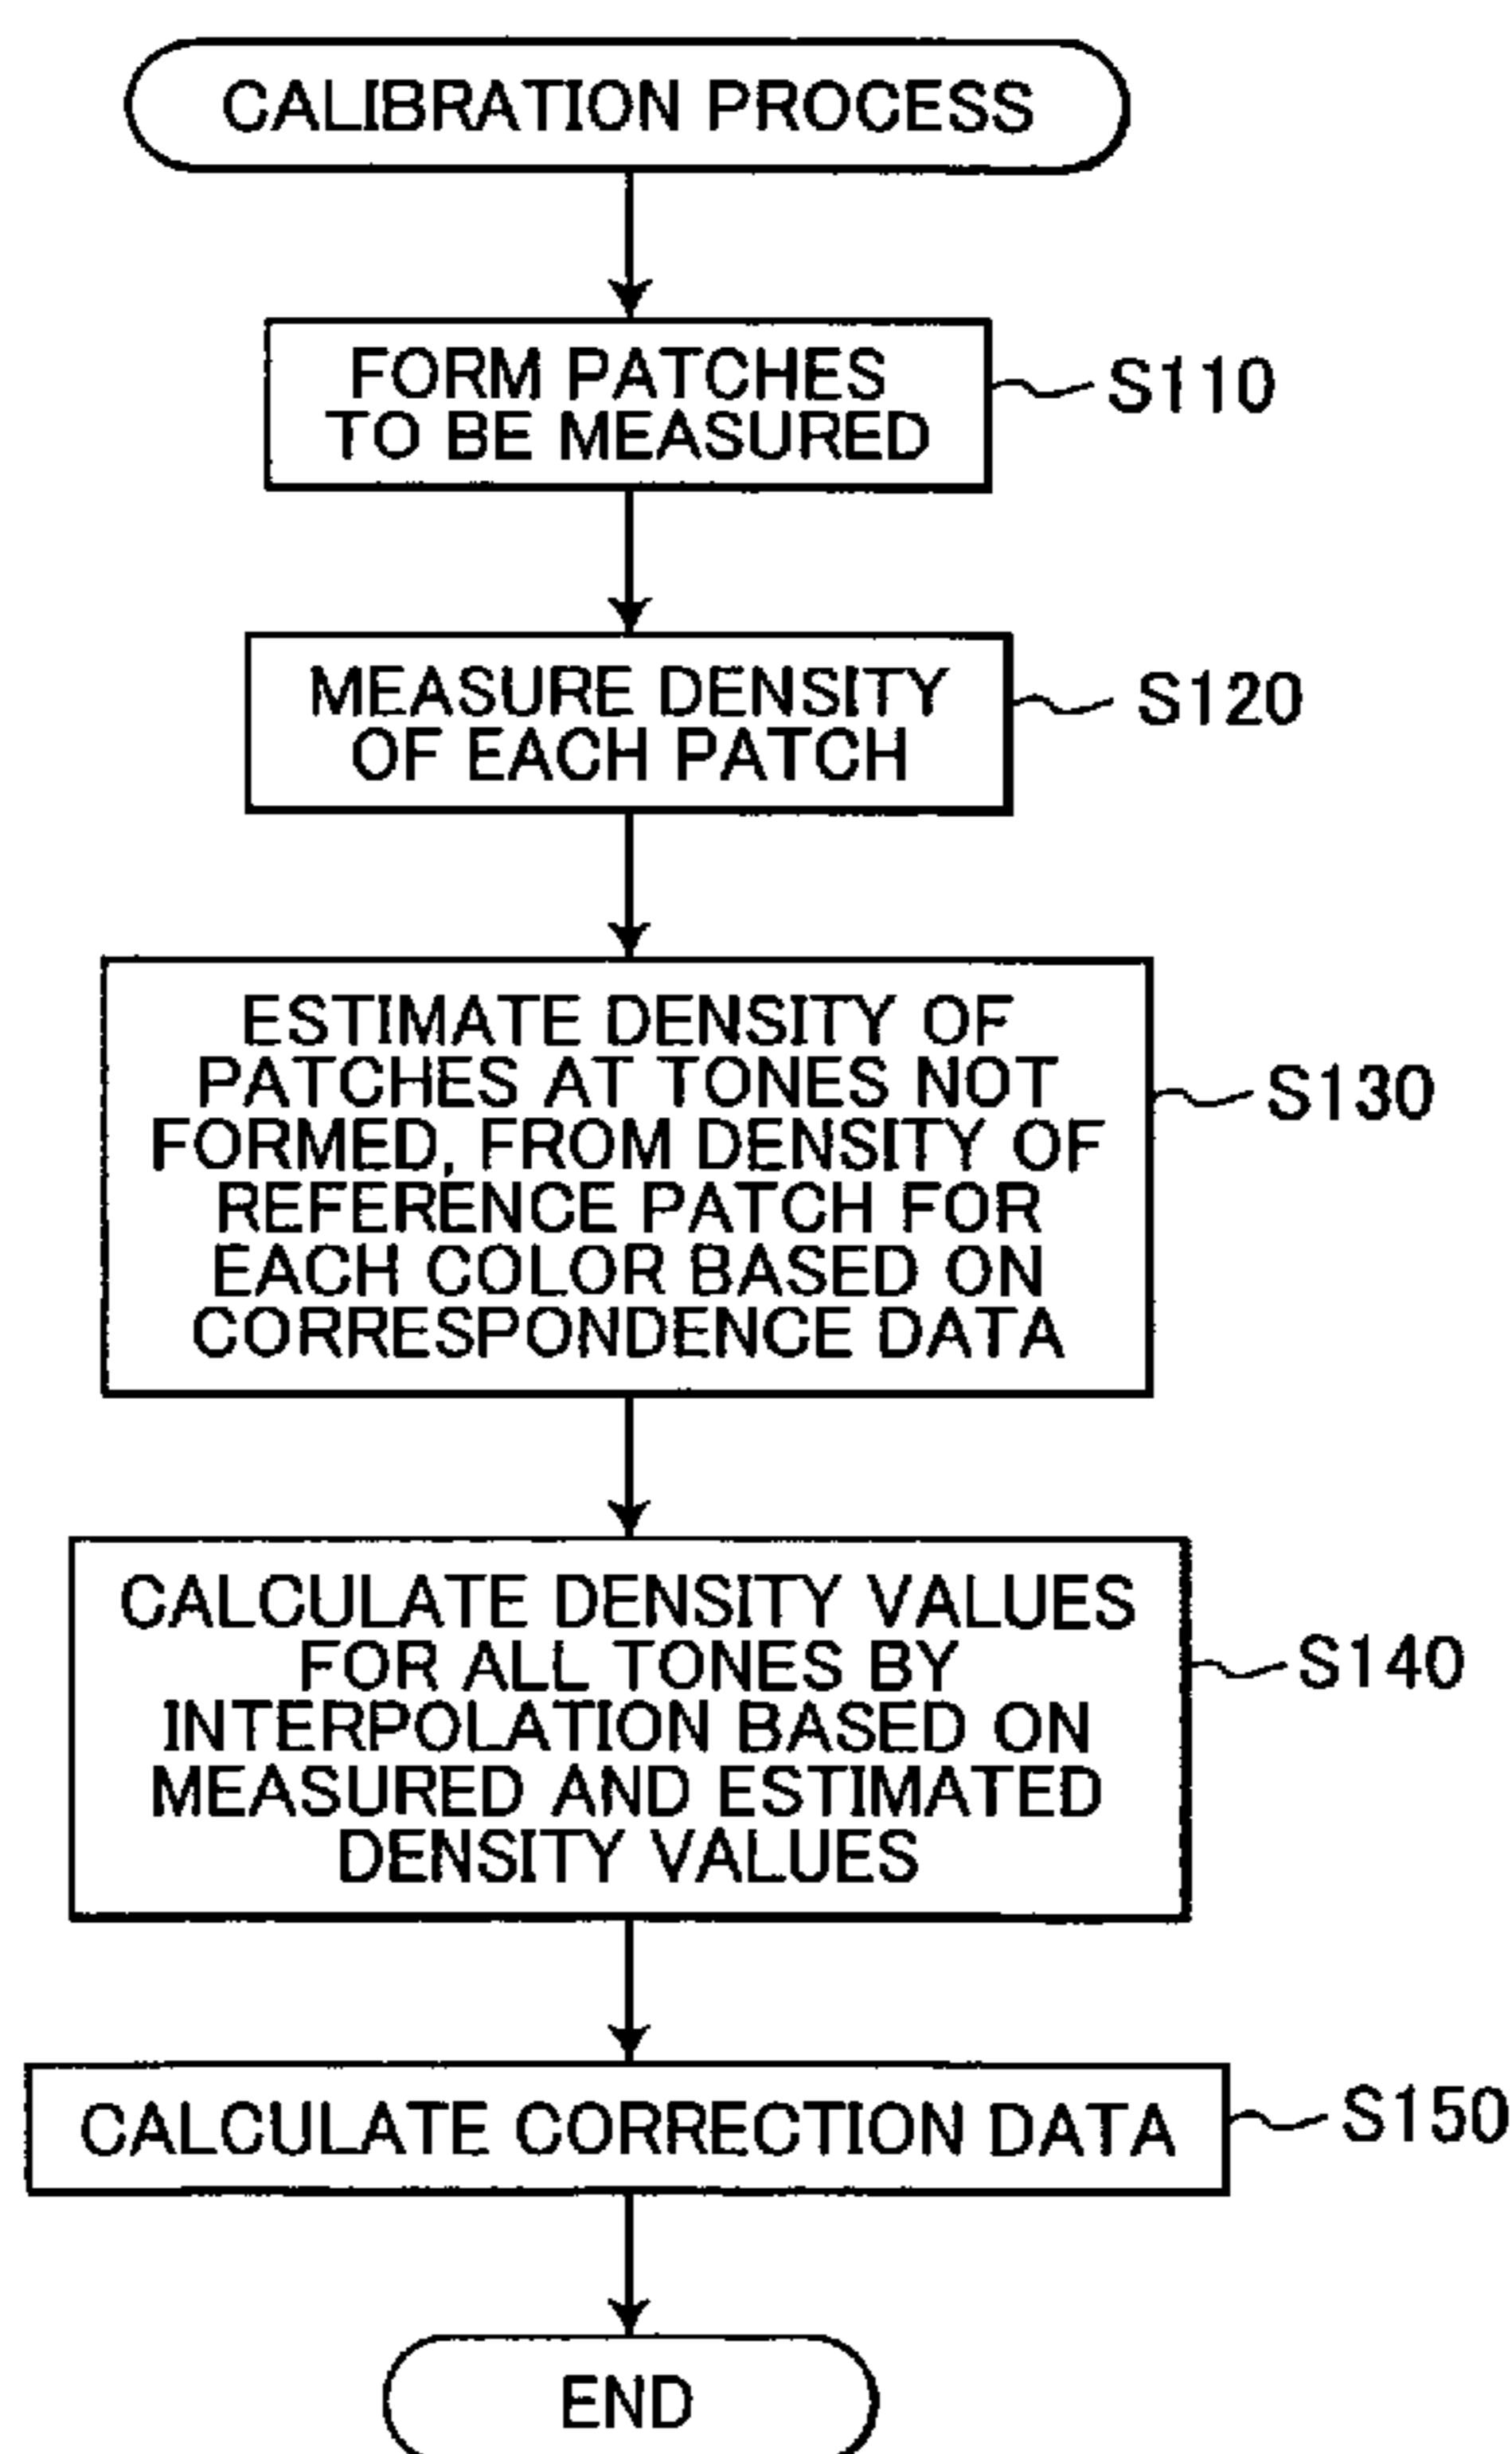 CALIBRATION PROCESS
FORM PATCHES
TO BE MEASURED
S110
MEASURE DENSITY
OF EACH PATCH
S120
ESTIMATE DENSITY OF
PATCHES AT TONES NOT
FORMED, FROM DENSITY OF
REFERENCE PATCH FOR
EACH COLOR BASED ON
CORRESPONDENCE DATA
S130
CALCULATE DENSITY VALUES
FOR ALL TONES BY
INTERPOLATION BASED ON
MEASURED AND ESTIMATED
DENSITY VALUES
S140
CALCULATE CORRECTION DATA
S150
END